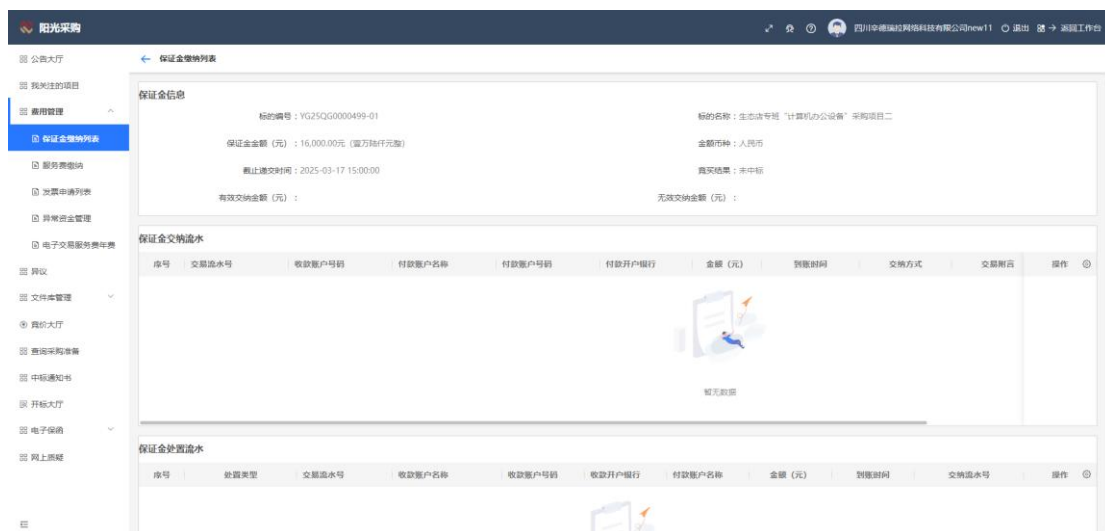 阳光采购
四川辛德瑞拉网络科技有限公司new11 退出 返回工作台
公告大厅
我关注的项目
费用管理
保证金缴纳列表
服务费缴纳
发票申请列表
异常资金管理
电子交易服务费年费
异议
文件库管理
竞价大厅
查阅采购准备
中标通知书
开标大厅
电子保函
网上质疑
← 保证金缴纳列表
保证金信息
标的编号：YG25QG0000499-01 标的名称：生态店专班“计算机办公设备”采购项目二
保证金金额（元）：16,000.00元（壹万陆仟元整） 金额币种：人民币
截止递交时间：2025-03-17 15:00:00 竞买结果：未中标
有效交纳金额（元）： 无效交纳金额（元）：
保证金交纳流水
序号 交易流水号 收款账户号码 付款账户名称 付款账户号码 付款开户银行 金额（元） 到账时间 交纳方式 交易附言 操作
暂无数据
保证金处置流水
序号 处置类型 交易流水号 收款账户名称 收款账户号码 收款开户银行 付款账户名称 金额（元） 到账时间 交纳流水号 操作